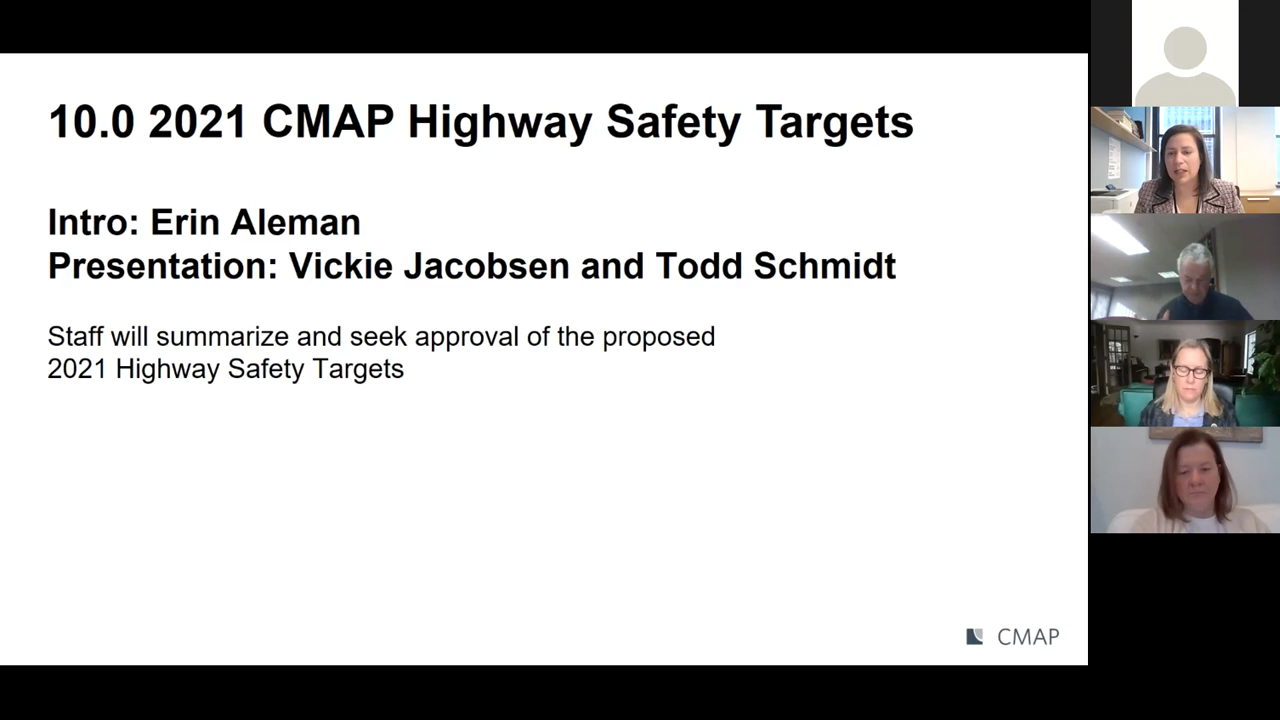 10.0 2021 CMAP Highway Safety Targets
Intro: Erin Aleman
Presentation: Vickie Jacobsen and Todd Schmidt
Staff will summarize and seek approval of the proposed
2021 Highway Safety Targets
CMAP